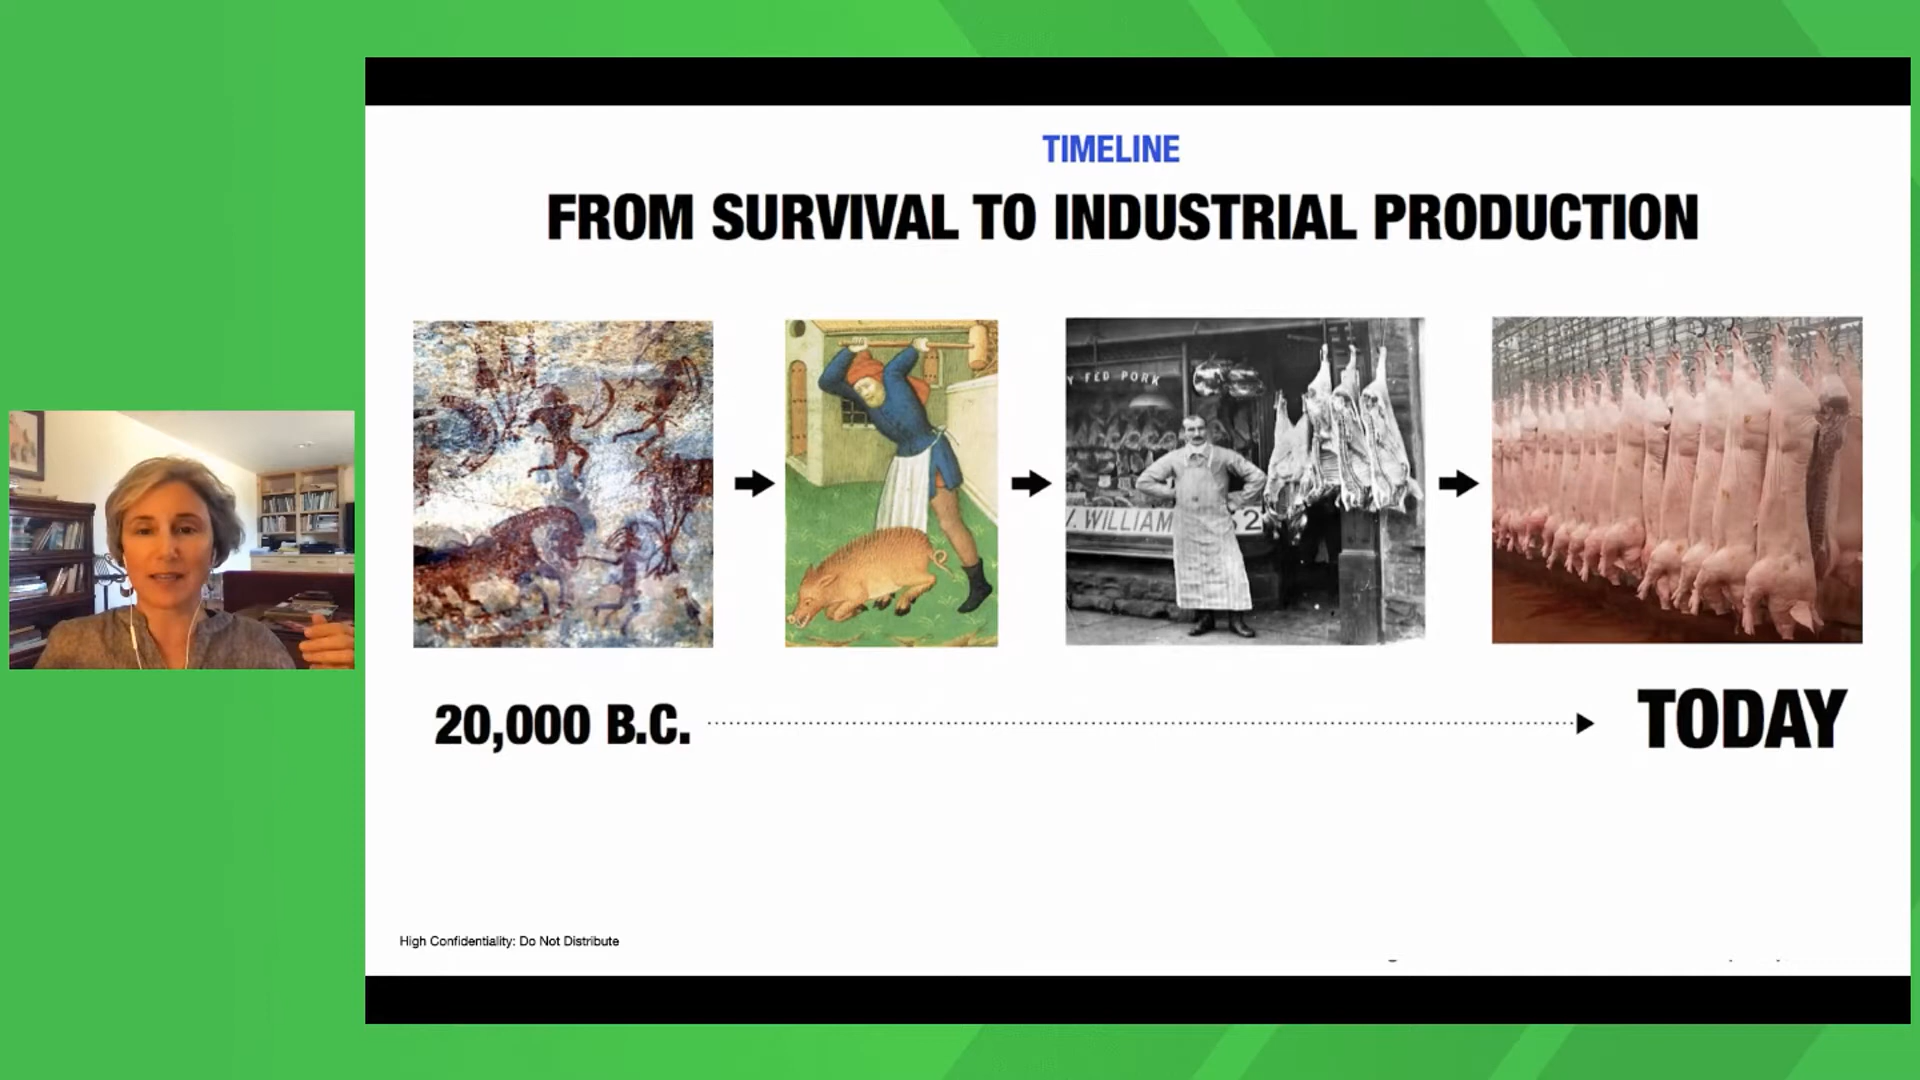 TIMELINE
FROM SURVIVAL TO INDUSTRIAL PRODUCTION
Y FED PORK
. WILLIAM
2
20,000 B.C.
TODAY
High Confidentiality: Do Not Distribute